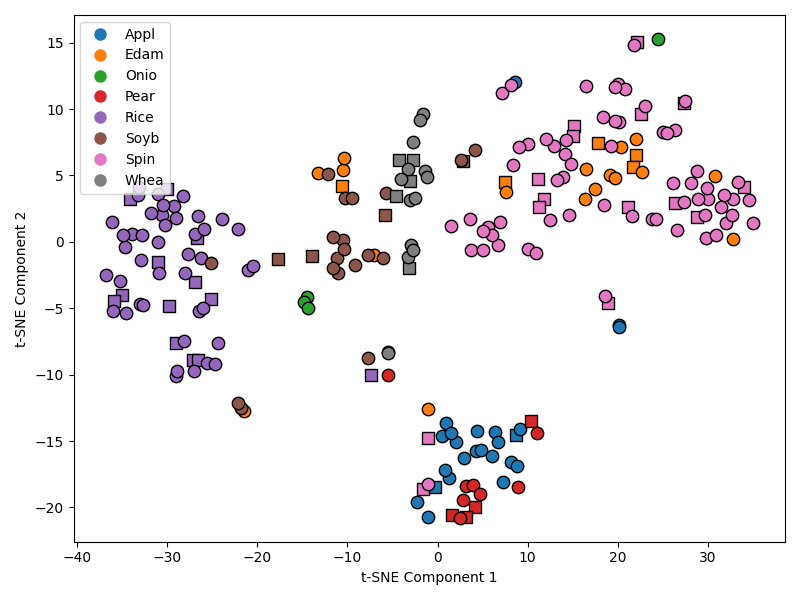 Appl
Edam
Onio
Pear
Rice
Soyb
Spin
Whea
t-SNE Component 2
15
10
5
0
−5
−10
−15
−20
−40
−30
−20
−10
0
10
20
30
t-SNE Component 1